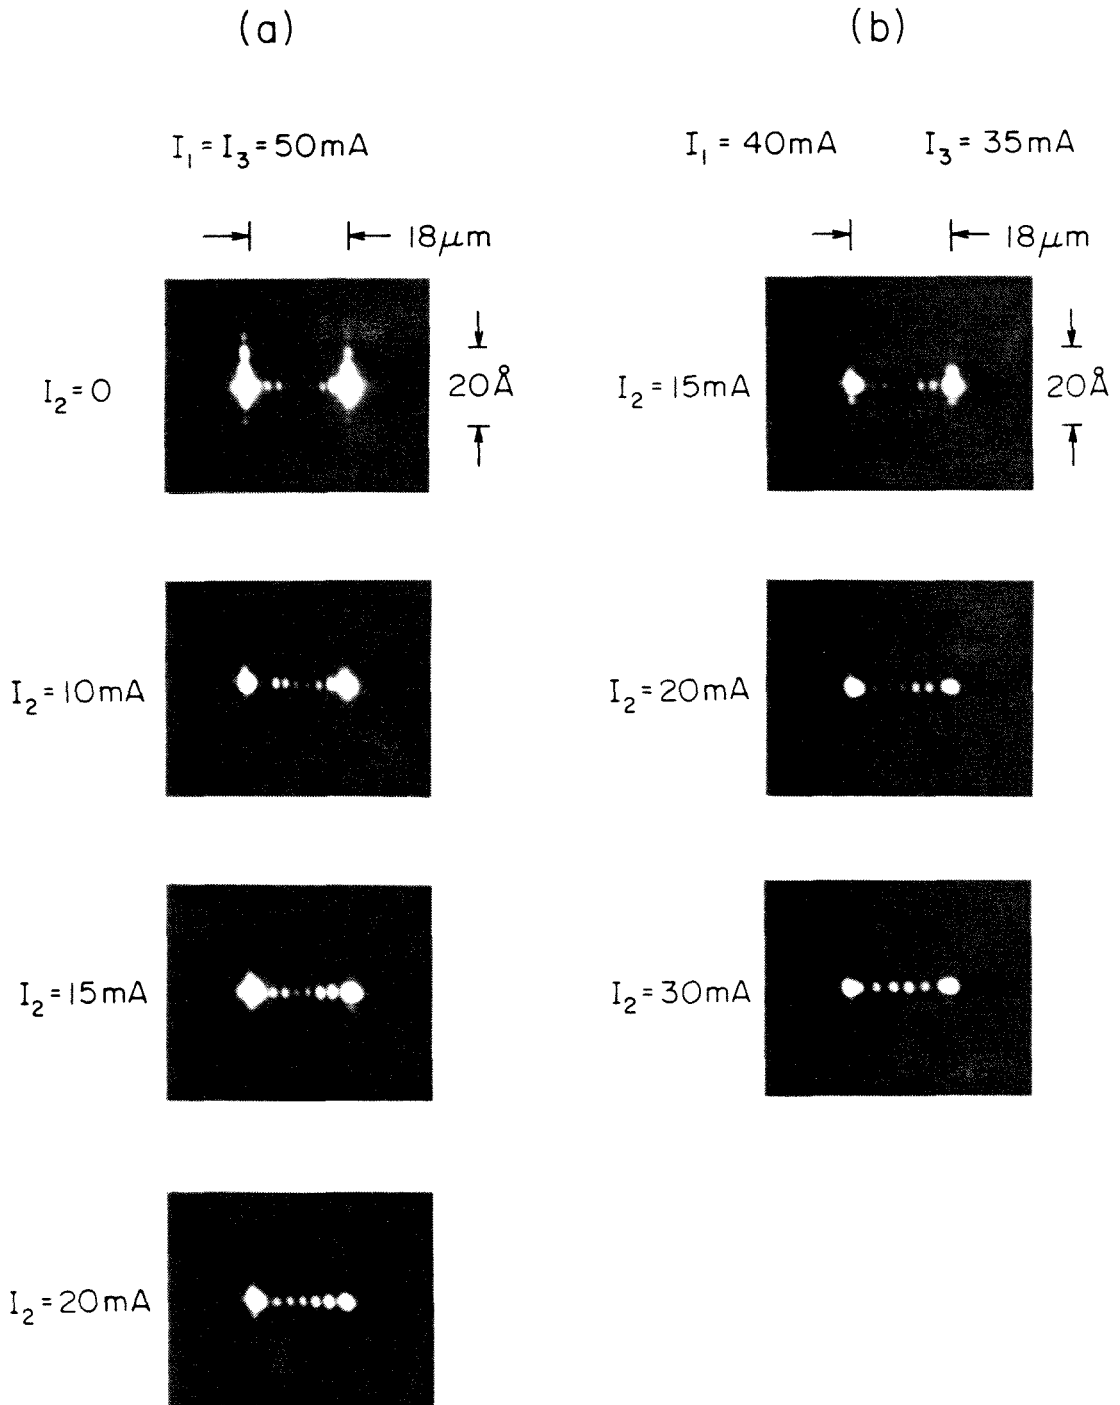 (a) (b)
I₁ = I₃ = 50mA I₁ = 40mA I₃ = 35mA
18μm 18μm
I₂ = 0 20Å I₂ = 15mA 20Å
I₂ = 10mA I₂ = 20mA
I₂ = 15mA I₂ = 30mA
I₂ = 20mA